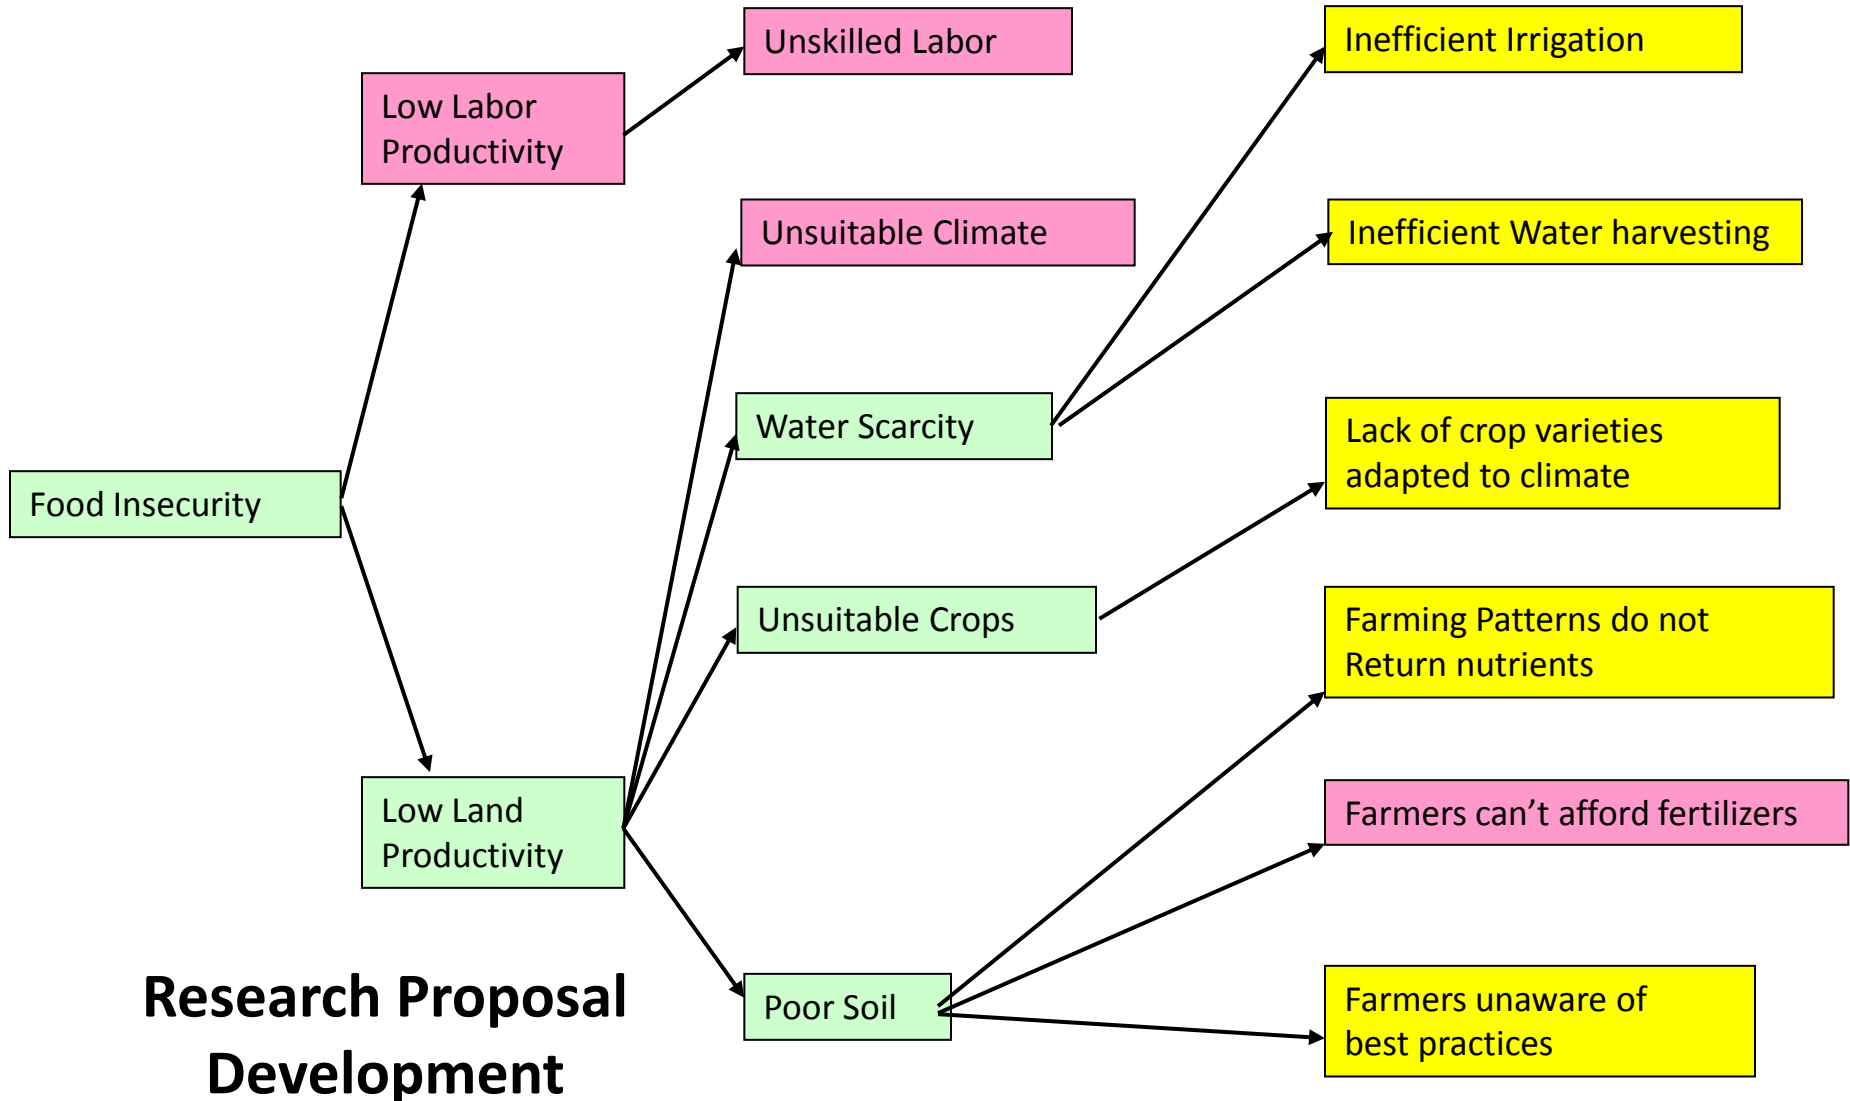 Unskilled Labor
Inefficient Irrigation
Low Labor
Productivity
Unsuitable Climate
Inefficient Water harvesting
Water Scarcity
Lack of crop varieties
adapted to climate
Food Insecurity
Unsuitable Crops
Farming Patterns do not
Return nutrients
Low Land
Productivity
Farmers can’t afford fertilizers
Poor Soil
Farmers unaware of
best practices
Research Proposal
Development